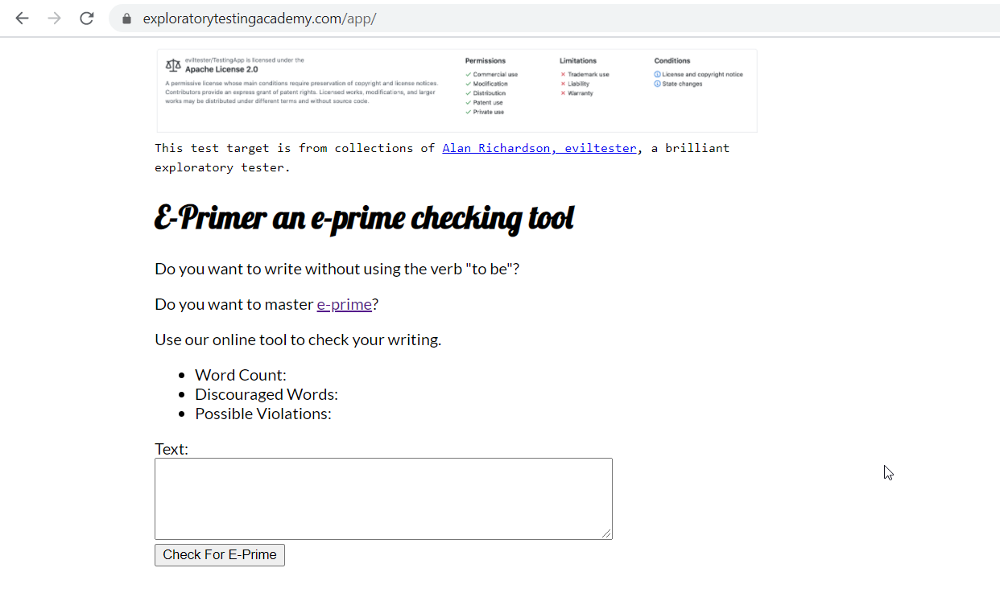 exploratorytestingacademy.com/app/
eviltester/TestingApp is licensed under the
Apache License 2.0
A permissive license whose main conditions require preservation of copyright and license notices.
Contributors provide an express grant of patent rights. Licensed works, modifications, and larger
works may be distributed under different terms and without source code.
Permissions
Commercial use
Modification
Distribution
Patent use
Private use
Limitations
Trademark use
Liability
Warranty
Conditions
License and copyright notice
State changes
This test target is from collections of Alan Richardson, eviltester, a brilliant
exploratory tester.
E-Primer an e-prime checking tool
Do you want to write without using the verb "to be"?
Do you want to master e-prime?
Use our online tool to check your writing.
• Word Count:
• Discouraged Words:
• Possible Violations:
Text:
Check For E-Prime